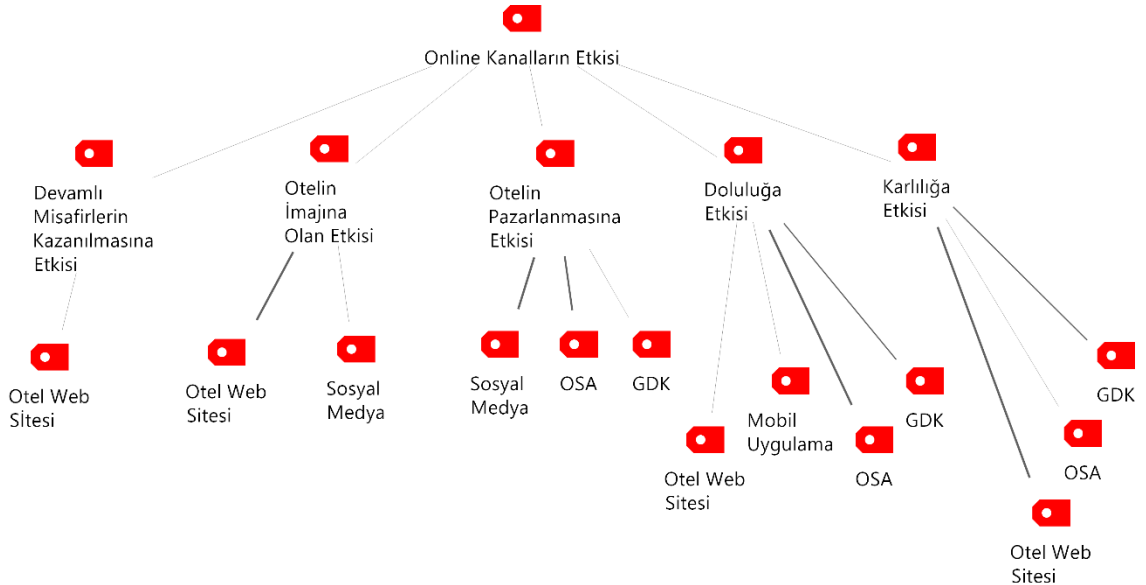 Online Kanalların Etkisi
Devamlı
Misafirlerin
Kazanılmasına
Etkisi
Otelin
İmajına
Olan Etkisi
Otelin
Pazarlanmasına
Etkisi
Doluluğa
Etkisi
Karlılığa
Etkisi
Otel Web
Sİtesi
Otel Web
Sitesi
Sosyal
Medya
Sosyal
Medya
OSA
GDK
Otel Web
Sitesi
Mobil
Uygulama
OSA
GDK
Otel Web
Sitesi
OSA
GDK